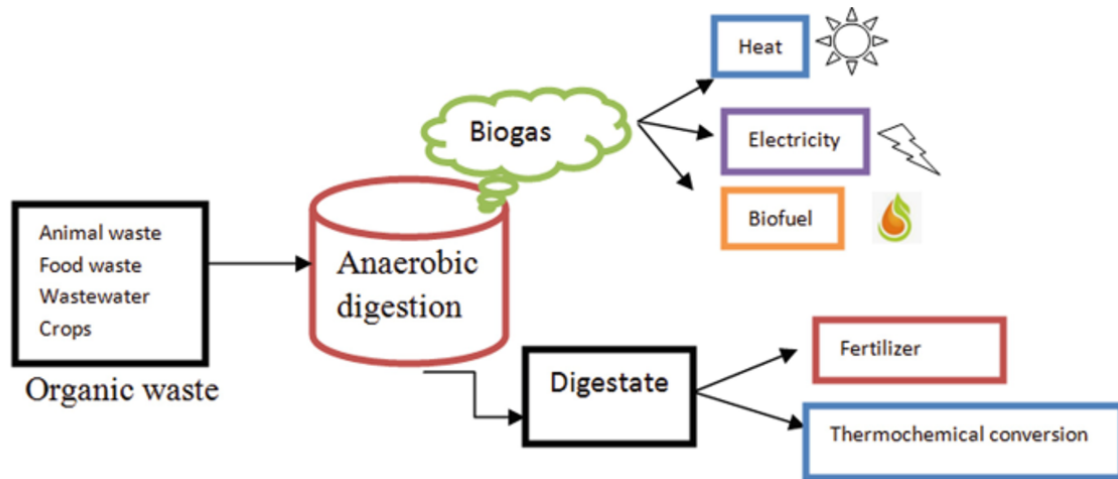 Heat
Biogas
Electricity
Biofuel
Animal waste
Food waste
Wastewater
Crops
Organic waste
Anaerobic
digestion
Digestate
Fertilizer
Thermochemical conversion